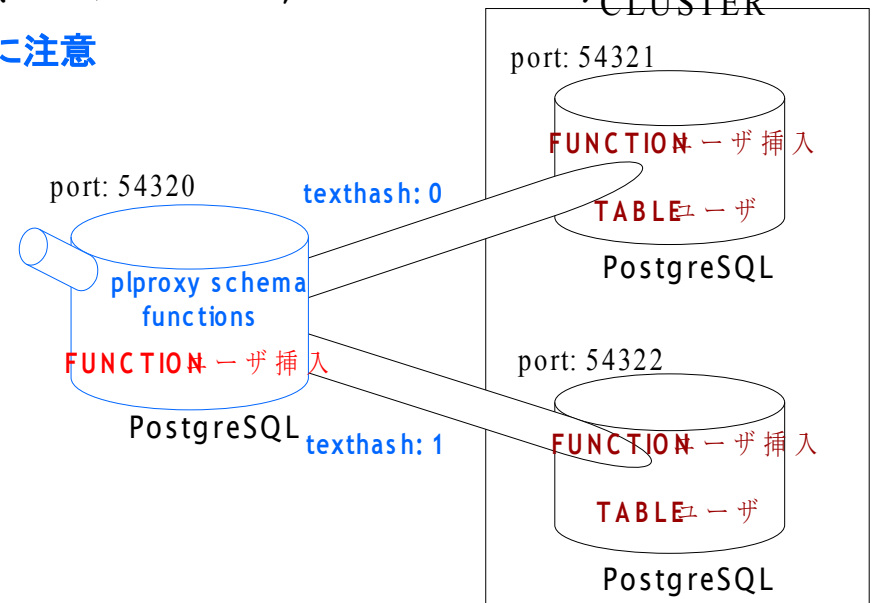 CLUSTER
に注意
port: 54321
FUNCTION ユーザ挿入
TABLE ユーザ
PostgreSQL
port: 54320
texthash: 0
plproxy schema
functions
FUNCTION ユーザ挿入
PostgreSQL
texthash: 1
port: 54322
FUNCTION ユーザ挿入
TABLE ユーザ
PostgreSQL